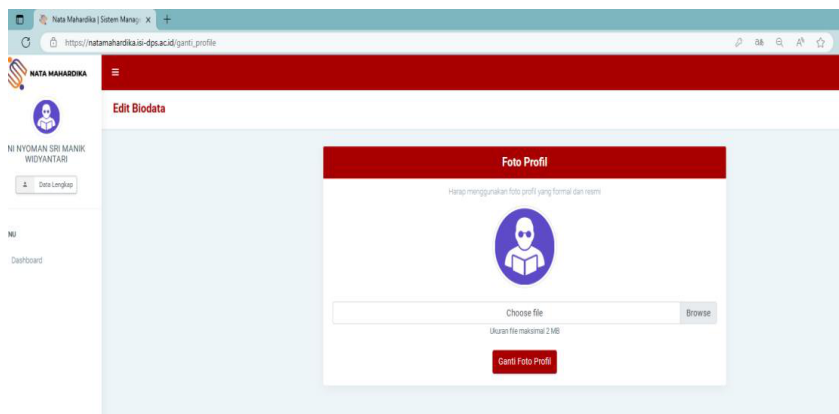 Nata Mahardika | Sistem Manag
https://natamahardika.isi-dps.ac.id/ganti_profile
NATA MAHARDIKA
Edit Biodata
NI NYOMAN SRI MANIK
WIDYANTARI
Data Lengkap
NU
Dashboard
Foto Profil
Harap menggunakan foto profil yang formal dan resmi
Choose file
Browse
Ukuran file maksimal 2 MB
Ganti Foto Profil